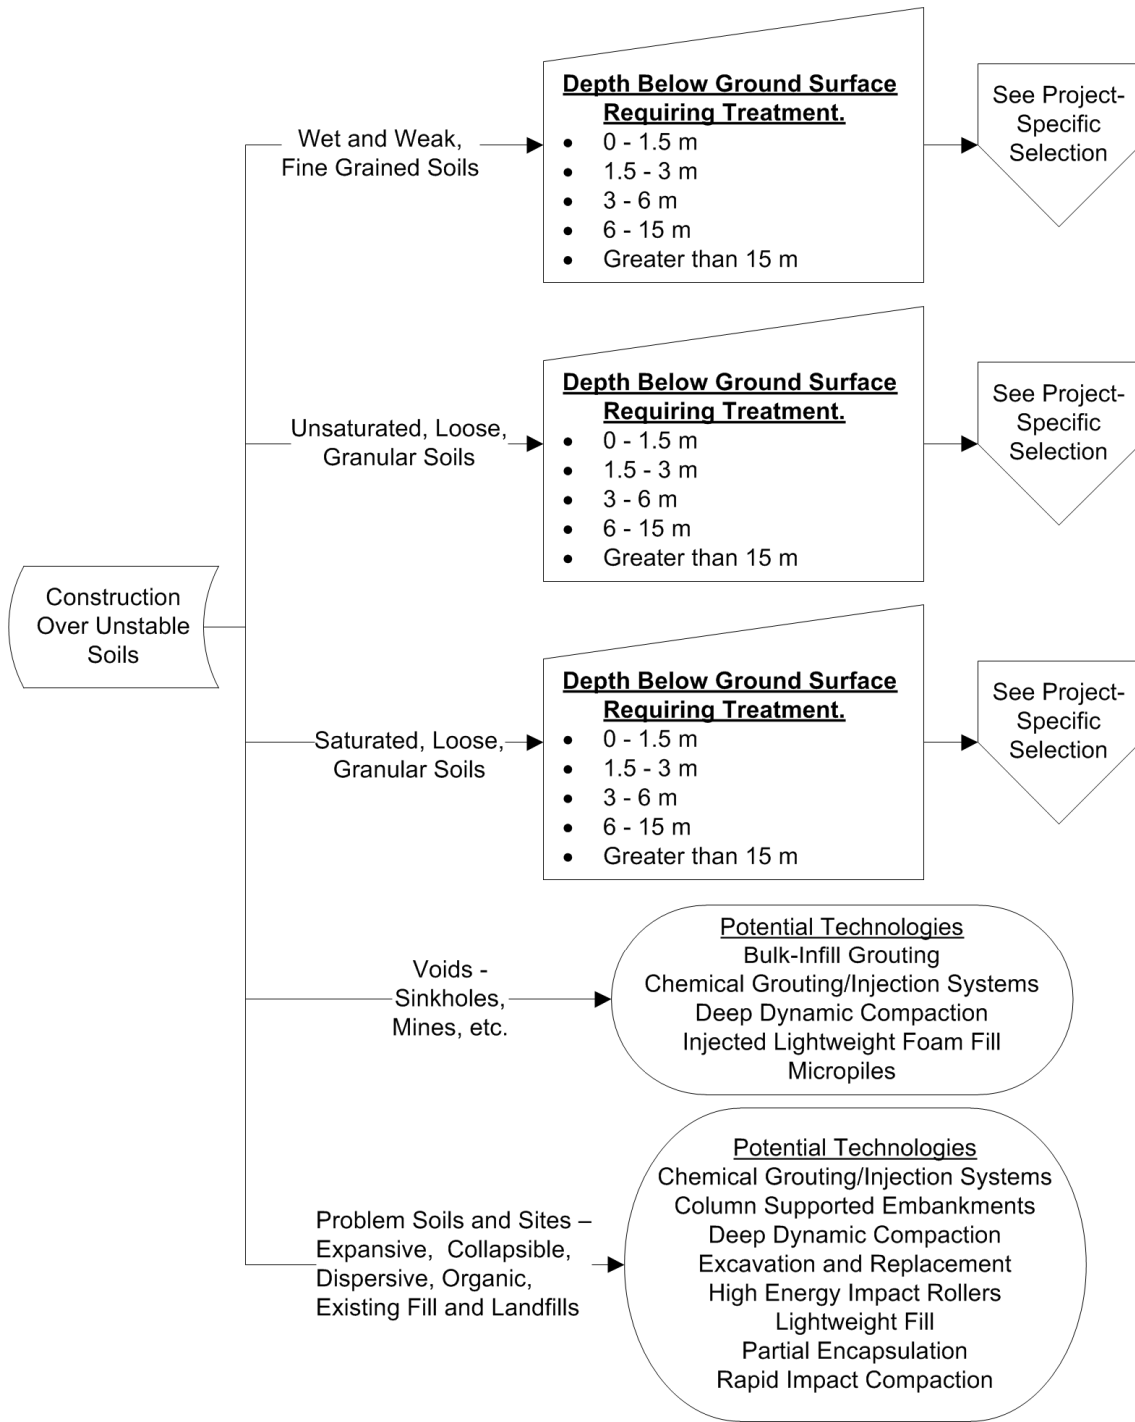 Construction
Over Unstable
Soils
Wet and Weak,
Fine Grained Soils
Depth Below Ground Surface
Requiring Treatment.
• 0 - 1.5 m
• 1.5 - 3 m
• 3 - 6 m
• 6 - 15 m
• Greater than 15 m
See Project-
Specific
Selection
Unsaturated, Loose,
Granular Soils
Depth Below Ground Surface
Requiring Treatment.
• 0 - 1.5 m
• 1.5 - 3 m
• 3 - 6 m
• 6 - 15 m
• Greater than 15 m
See Project-
Specific
Selection
Saturated, Loose,
Granular Soils
Depth Below Ground Surface
Requiring Treatment.
• 0 - 1.5 m
• 1.5 - 3 m
• 3 - 6 m
• 6 - 15 m
• Greater than 15 m
See Project-
Specific
Selection
Voids -
Sinkholes,
Mines, etc.
Potential Technologies
Bulk-Infill Grouting
Chemical Grouting/Injection Systems
Deep Dynamic Compaction
Injected Lightweight Foam Fill
Micropiles
Problem Soils and Sites –
Expansive, Collapsible,
Dispersive, Organic,
Existing Fill and Landfills
Potential Technologies
Chemical Grouting/Injection Systems
Column Supported Embankments
Deep Dynamic Compaction
Excavation and Replacement
High Energy Impact Rollers
Lightweight Fill
Partial Encapsulation
Rapid Impact Compaction